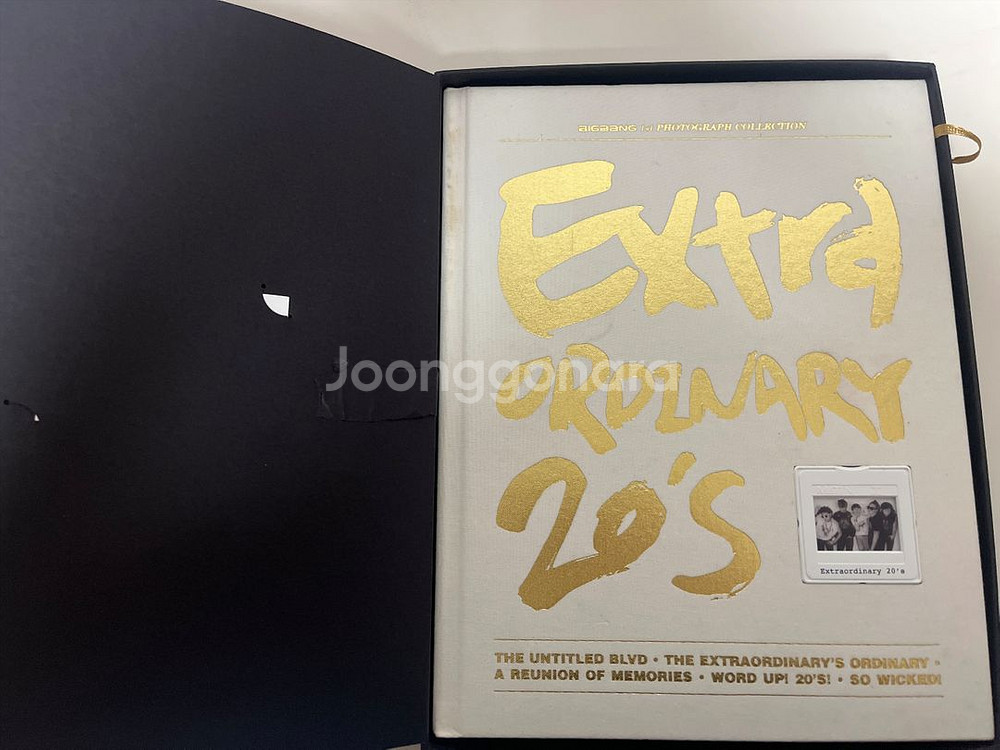 BIGBANG 1st PHOTOGRAPH COLLECTION
Extra
ORDINARY
20'S
Joonggonara
Extraordinary 20's
THE UNTITLED BLVD • THE EXTRAORDINARY'S ORDINARY •
A REUNION OF MEMORIES • WORD UP! 20'S! • SO WICKED!